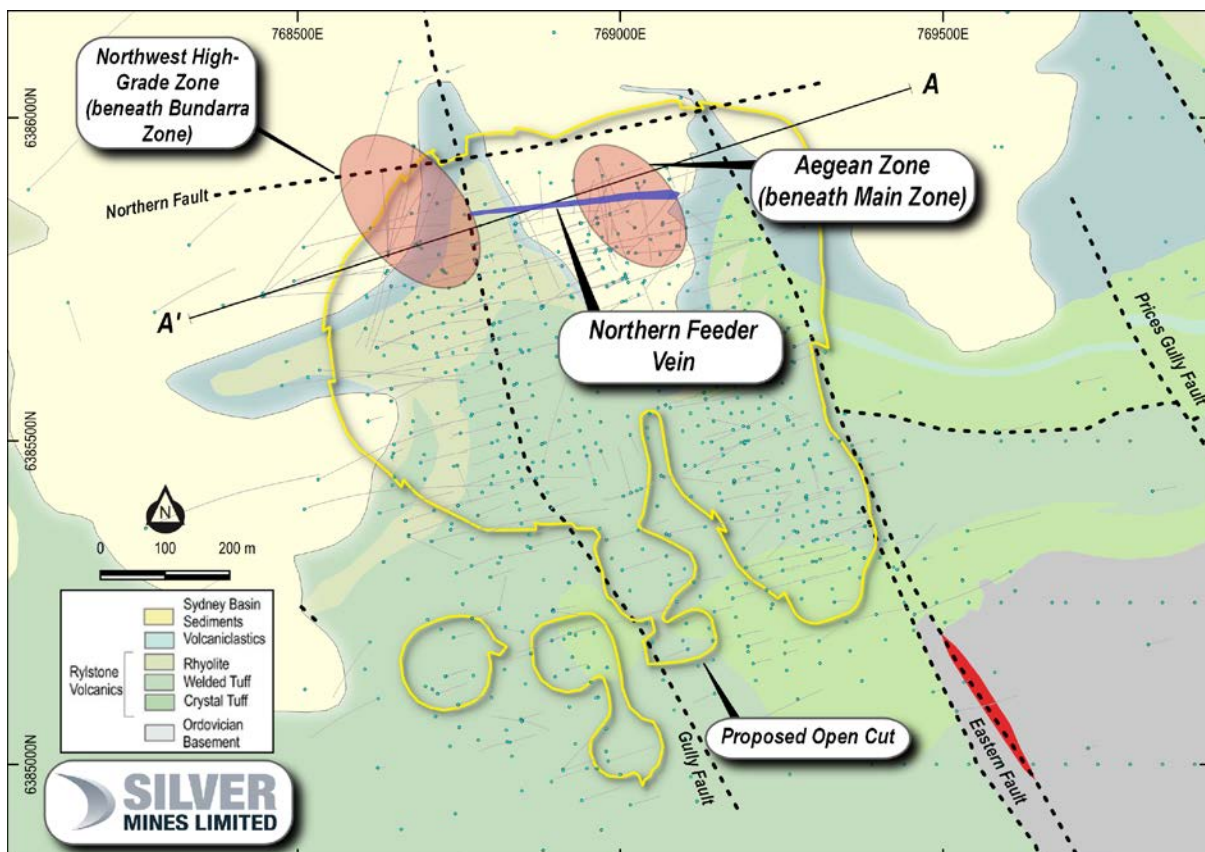 768500E
769000E
769500E
6386000N
6385500N
6385000N
Northwest High-
Grade Zone
(beneath Bundarra
Zone)
A
Aegean Zone
(beneath Main Zone)
Northern Fault
A'
Northern Feeder
Vein
Prices Gully Fault
N
0 100 200 m
Sydney Basin
Sediments
Volcaniclastics
Rylstone
Volcanics
Rhyolite
Welded Tuff
Crystal Tuff
Ordovician
Basement
Proposed Open Cut
Gully Fault
Eastern Fault
SILVER
MINES LIMITED